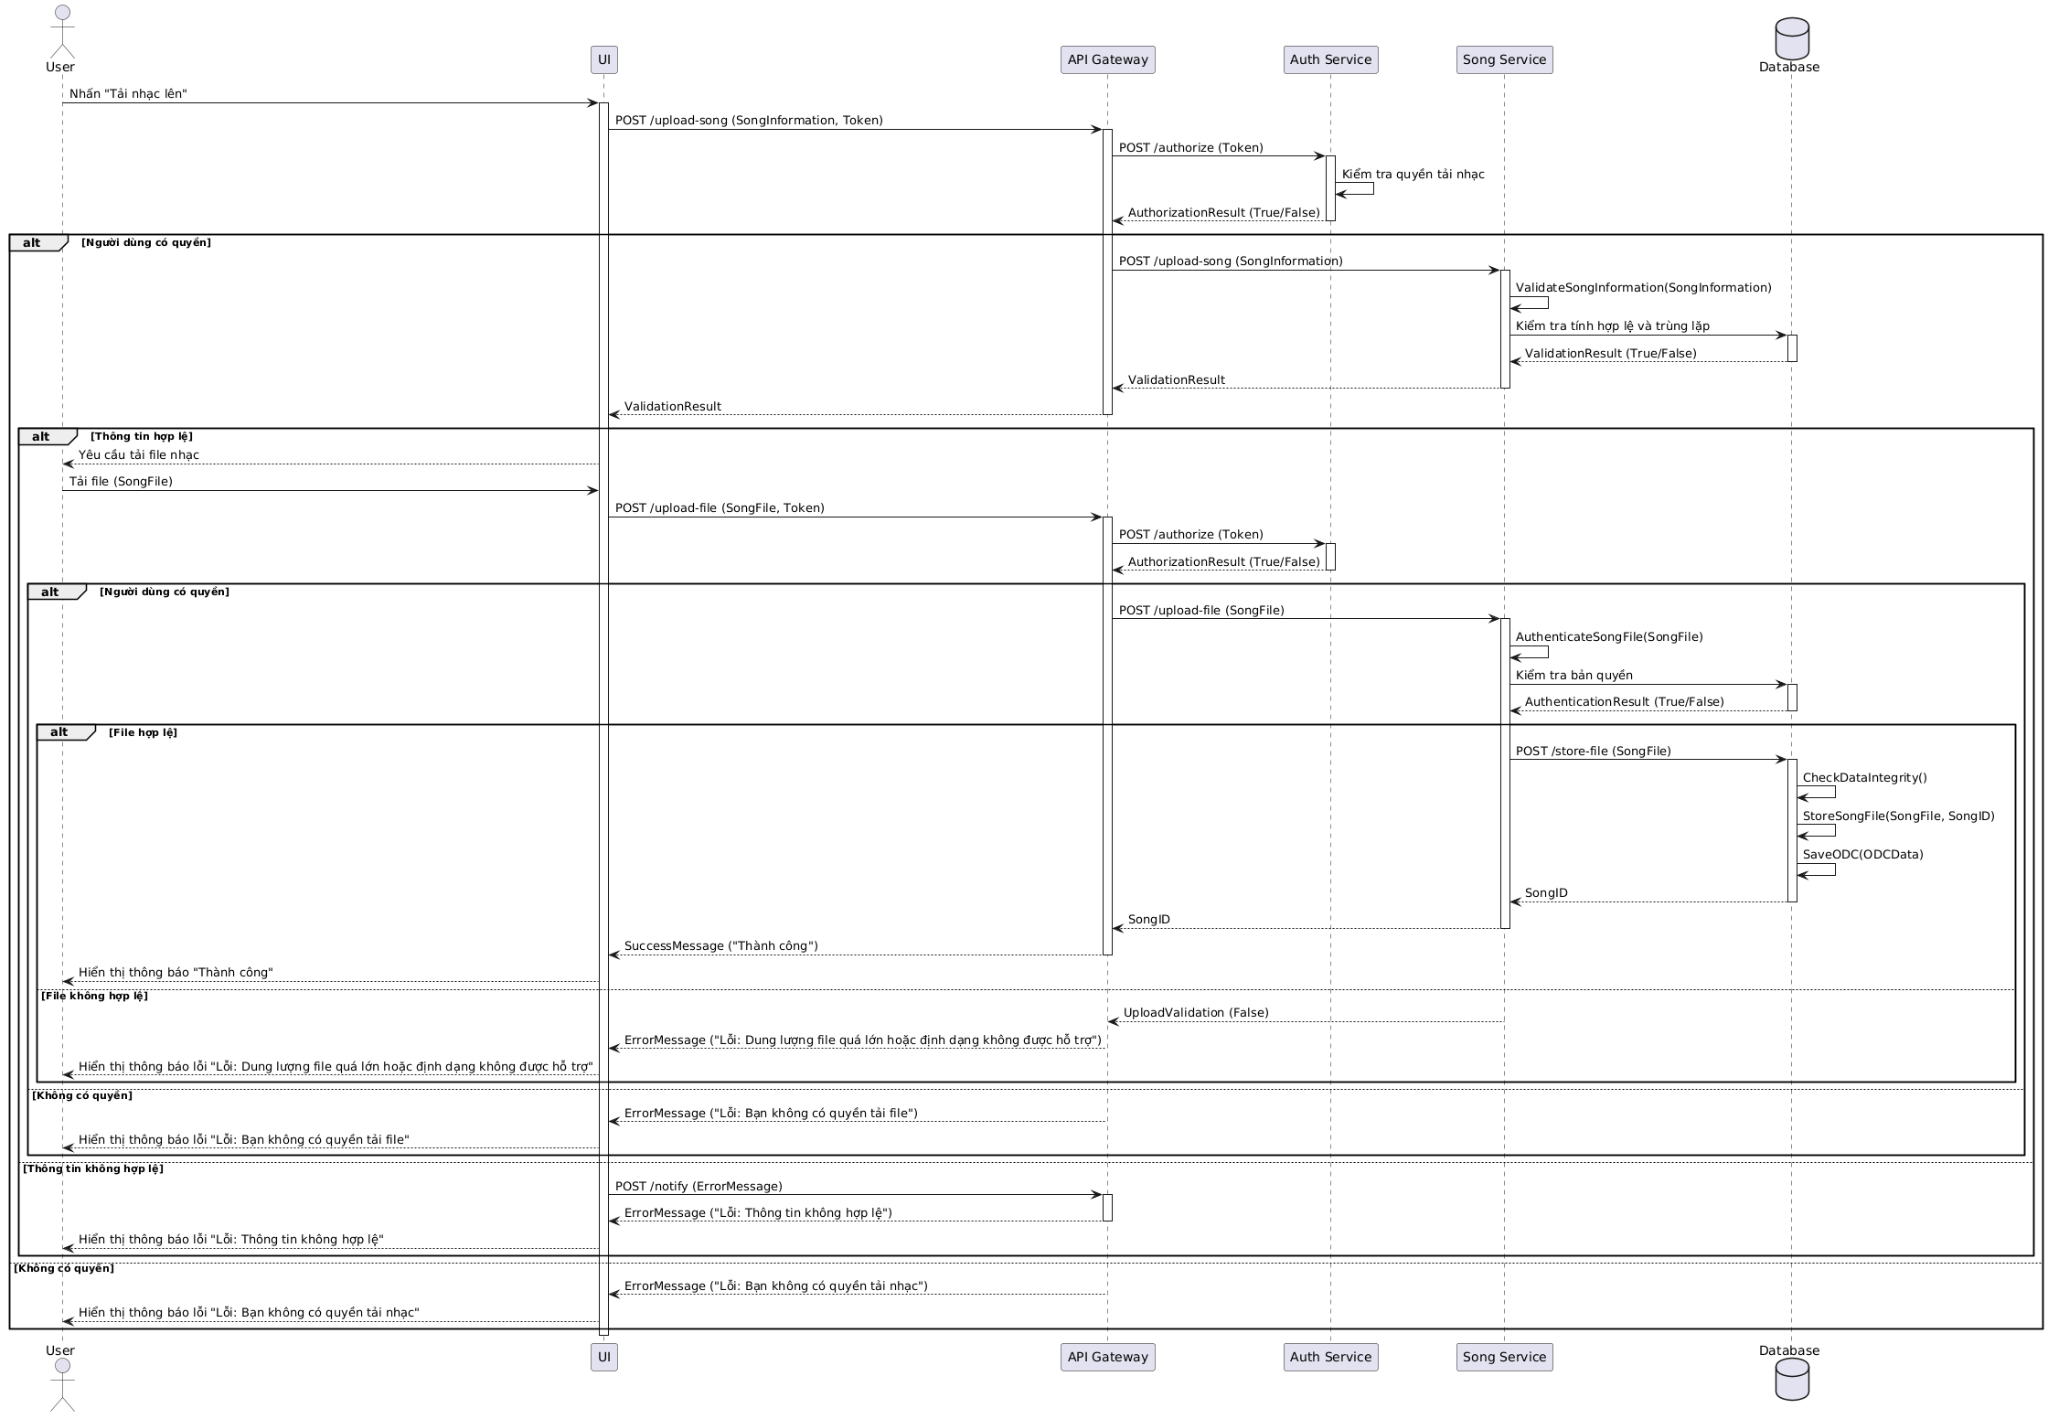 User
UI
API Gateway
Auth Service
Song Service
Database
Nhấn "Tải nhạc lên"
POST /upload-song (SongInformation, Token)
POST /authorize (Token)
Kiểm tra quyền tải nhạc
AuthorizationResult (True/False)
alt [Người dùng có quyền]
POST /upload-song (SongInformation)
ValidateSongInformation(SongInformation)
Kiểm tra tính hợp lệ và trùng lặp
ValidationResult (True/False)
ValidationResult
ValidationResult
alt [Thông tin hợp lệ]
Yêu cầu tải file nhạc
Tải file (SongFile)
POST /upload-file (SongFile, Token)
POST /authorize (Token)
AuthorizationResult (True/False)
alt [Người dùng có quyền]
POST /upload-file (SongFile)
AuthenticateSongFile(SongFile)
Kiểm tra bản quyền
AuthenticationResult (True/False)
alt [File hợp lệ]
POST /store-file (SongFile)
CheckDataIntegrity()
StoreSongFile(SongFile, SongID)
SaveODC(ODCData)
SongID
SongID
SuccessMessage ("Thành công")
Hiển thị thông báo "Thành công"
[File không hợp lệ]
UploadValidation (False)
ErrorMessage ("Lỗi: Dung lượng file quá lớn hoặc định dạng không được hỗ trợ")
Hiển thị thông báo lỗi "Lỗi: Dung lượng file quá lớn hoặc định dạng không được hỗ trợ"
[Không có quyền]
ErrorMessage ("Lỗi: Bạn không có quyền tải file")
Hiển thị thông báo lỗi "Lỗi: Bạn không có quyền tải file"
[Thông tin không hợp lệ]
POST /notify (ErrorMessage)
ErrorMessage ("Lỗi: Thông tin không hợp lệ")
Hiển thị thông báo lỗi "Lỗi: Thông tin không hợp lệ"
[Không có quyền]
ErrorMessage ("Lỗi: Bạn không có quyền tải nhạc")
Hiển thị thông báo lỗi "Lỗi: Bạn không có quyền tải nhạc"
User
UI
API Gateway
Auth Service
Song Service
Database